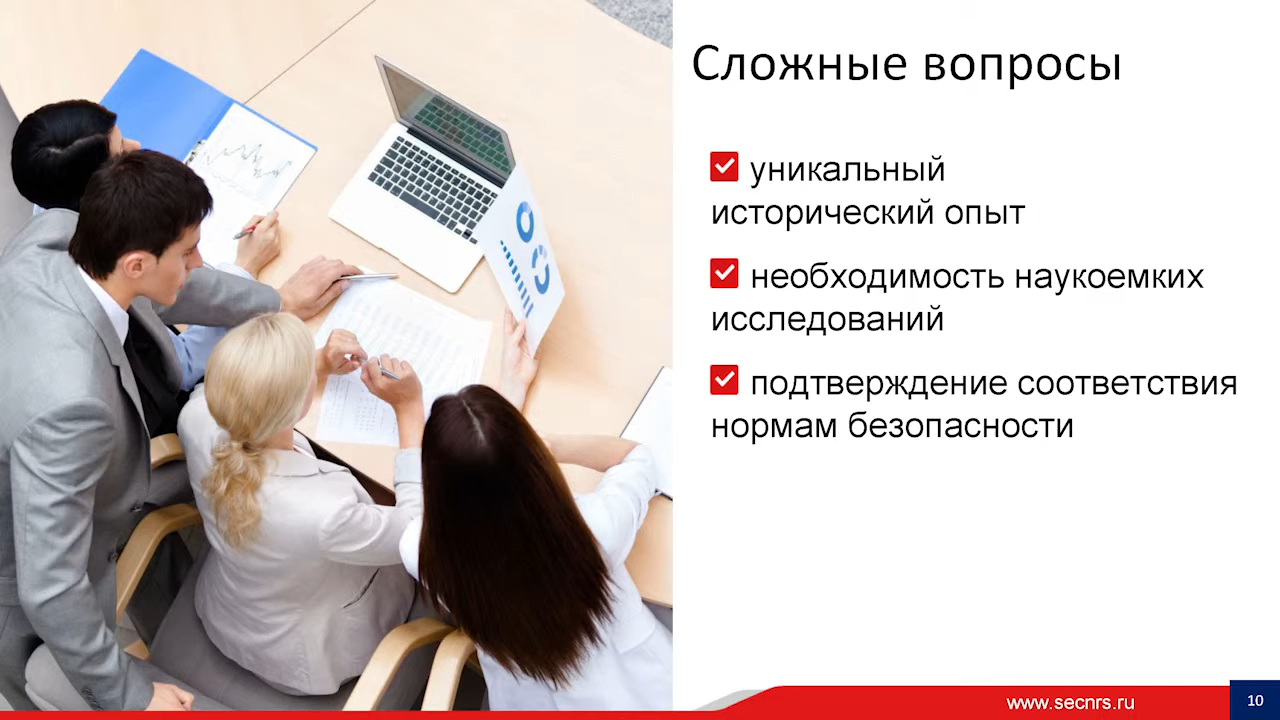 Сложные вопросы
уникальный
исторический опыт
необходимость наукоемких
исследований
подтверждение соответствия
нормам безопасности
www.secnrs.ru
10